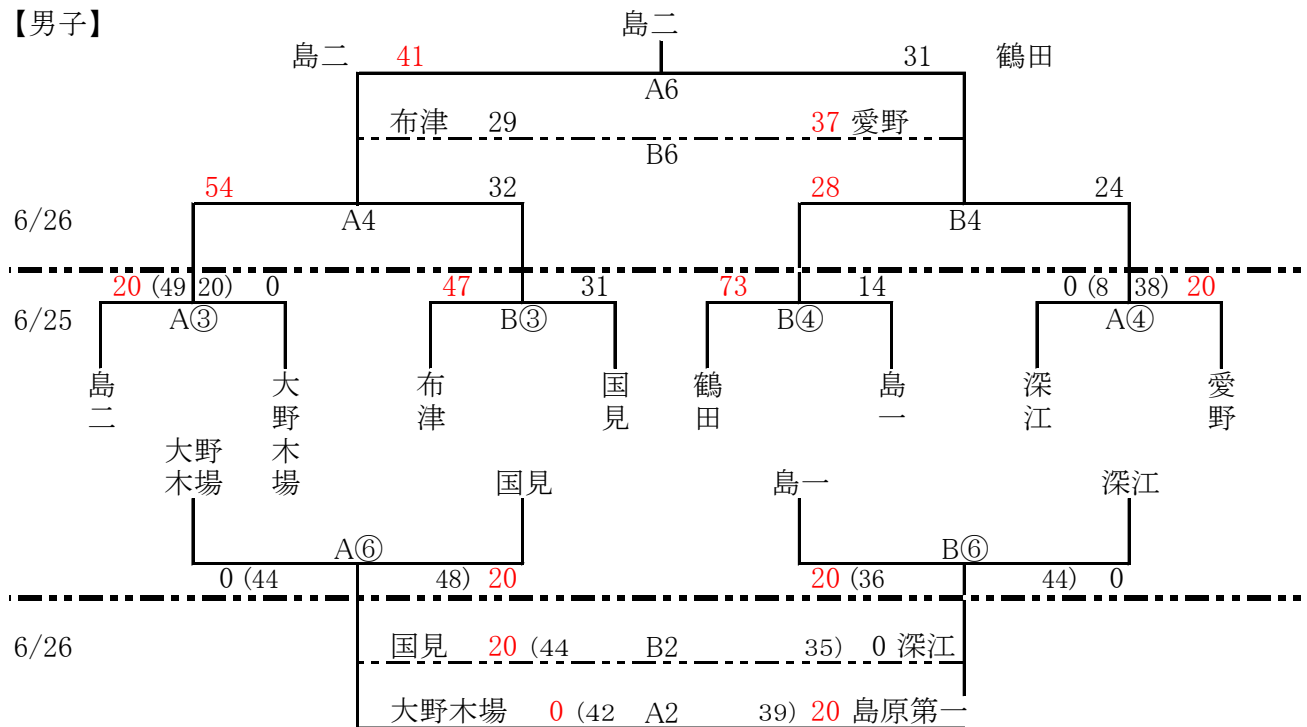 【男子】
島二
島二 41 31 鶴田
A6
布津 29 37 愛野
B6
54 32 28 24
6/26 A4 B4
20 (49 20) 0 47 31 73 14 0 (8 38) 20
6/25 A③ B③ B④ A④
島二 大野木場 布津 国見 鶴田 島一 深江 愛野
大野木場 国見 島一 深江
A⑥ B⑥
0 (44 48) 20 20 (36 44) 0
6/26 国見 20 (44 B2 35) 0 深江
大野木場 0 (42 A2 39) 20 島原第一